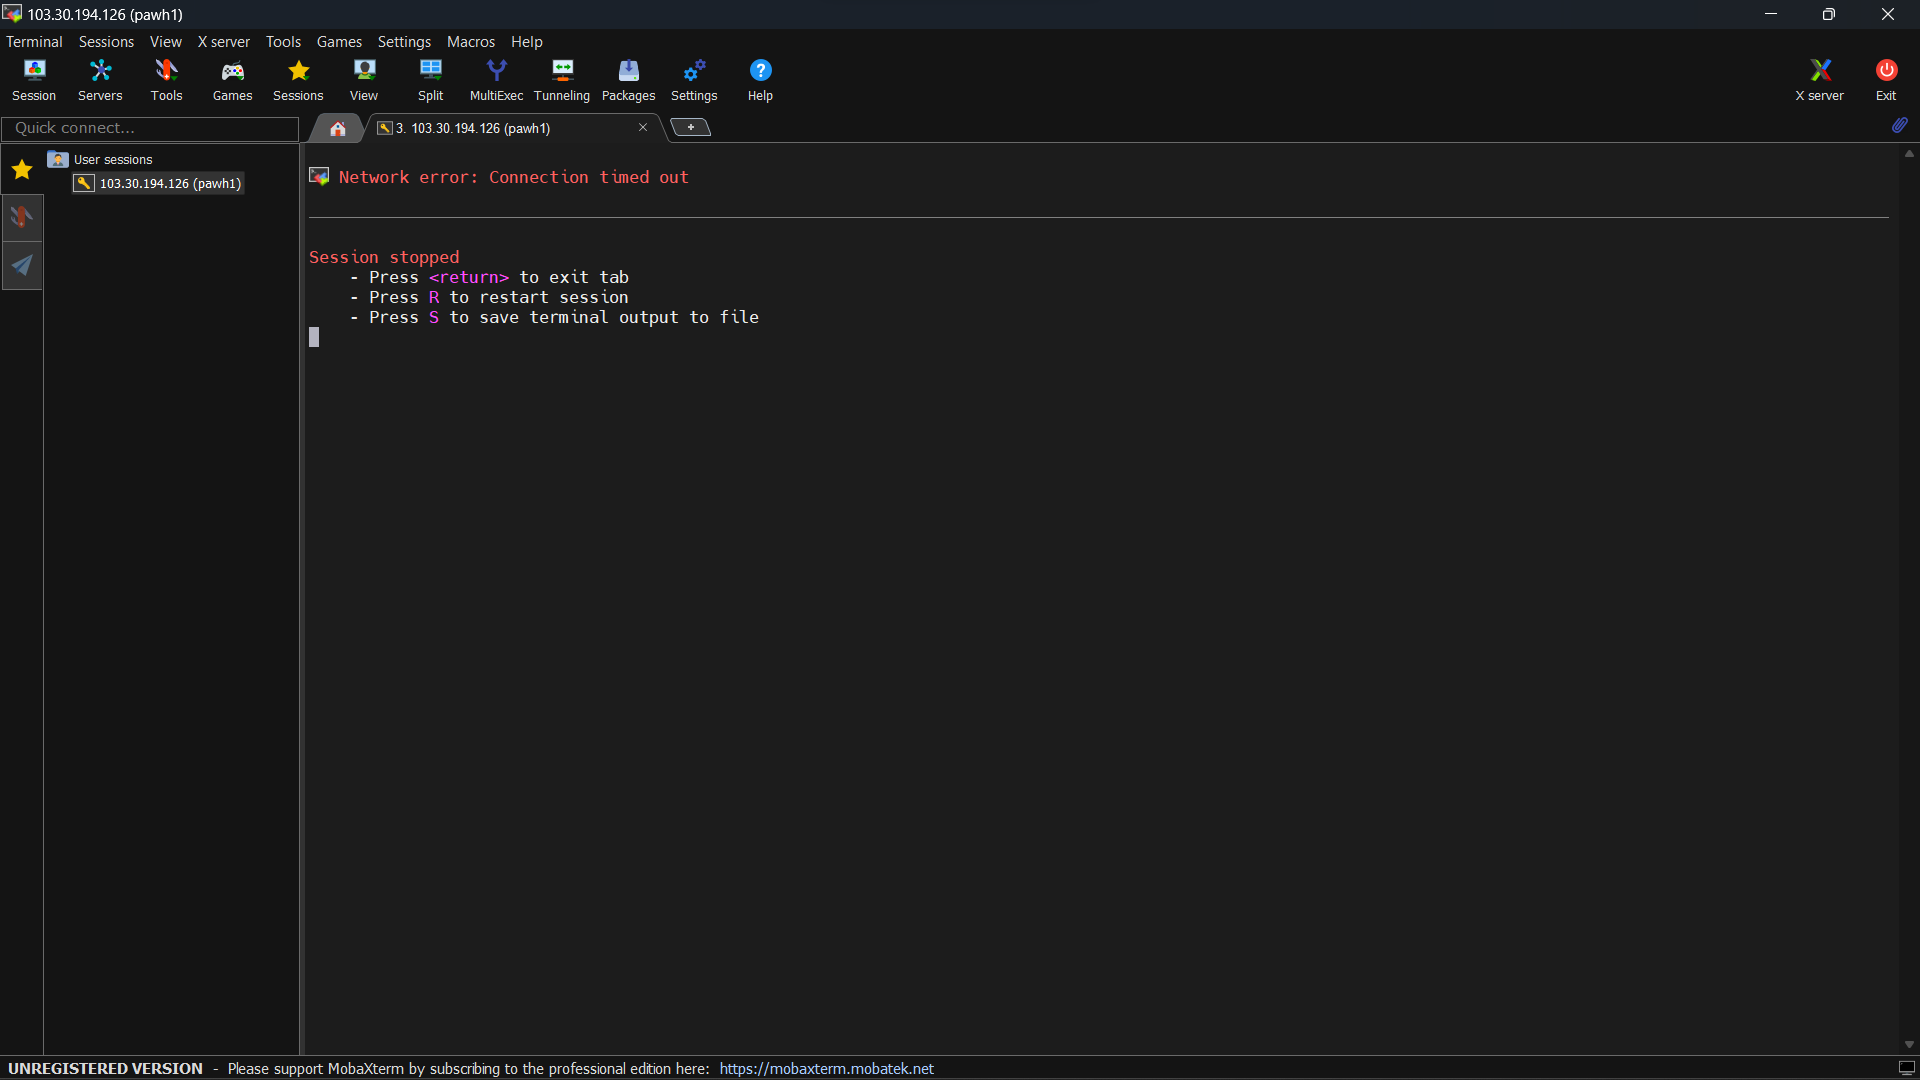 103.30.194.126 (pawh1)
Terminal Sessions View X server Tools Games Settings Macros Help
Session Servers Tools Games Sessions View Split MultiExec Tunneling Packages Settings Help X server Exit
Quick connect...
3. 103.30.194.126 (pawh1)
User sessions
103.30.194.126 (pawh1)
Network error: Connection timed out
Session stopped
- Press <return> to exit tab
- Press R to restart session
- Press S to save terminal output to file
UNREGISTERED VERSION - Please support MobaXterm by subscribing to the professional edition here: https://mobaxterm.mobatek.net